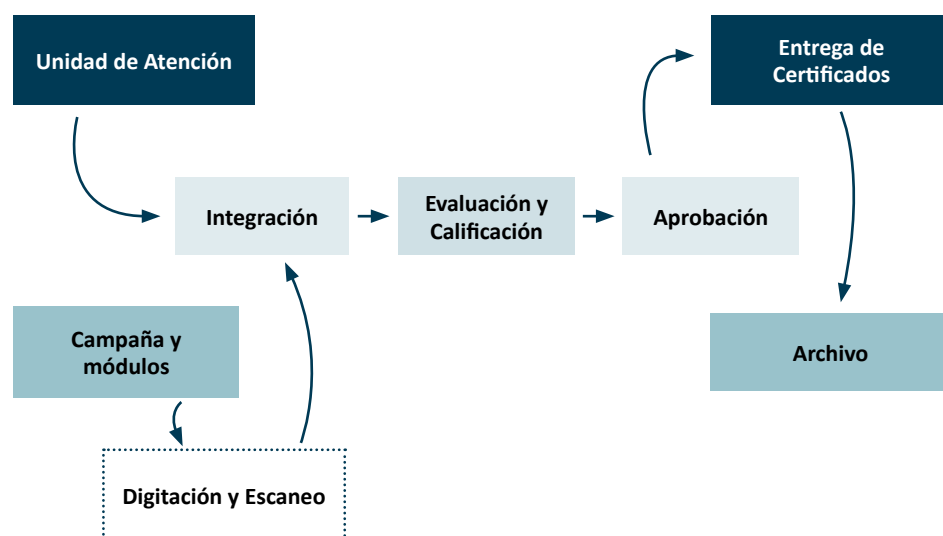 Unidad de Atención
Entrega de
Certificados
Integración
Evaluación y
Calificación
Aprobación
Campaña y
módulos
Archivo
Digitación y Escaneo